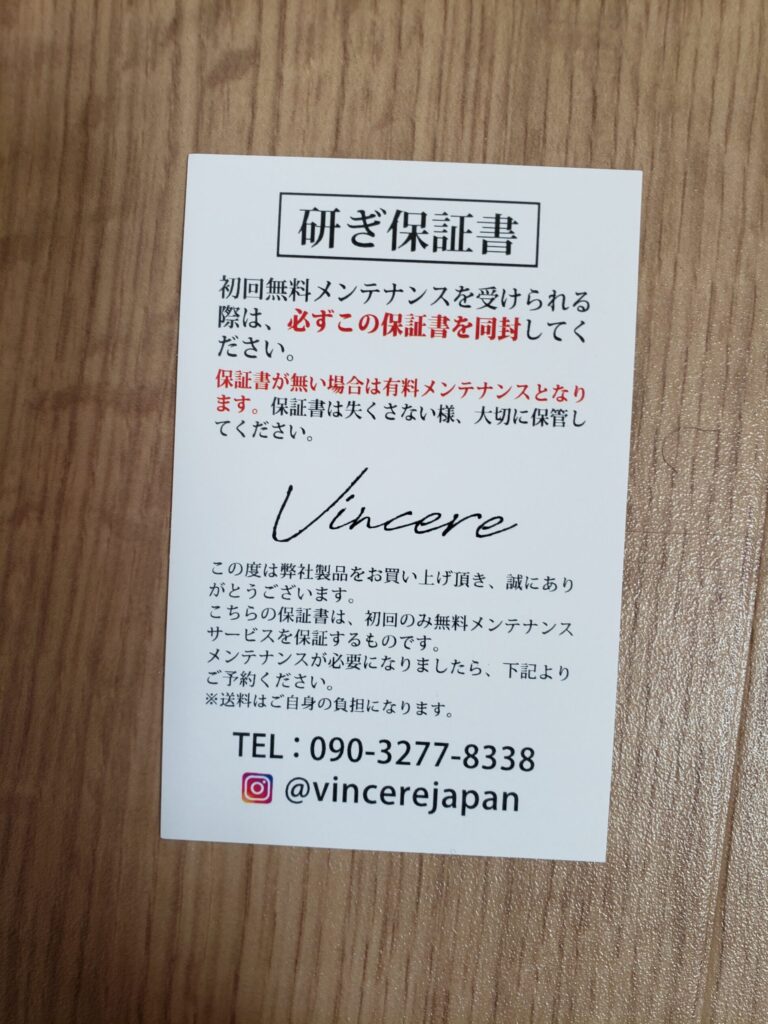 研ぎ保証書
初回無料メンテナンスを受けられる
際は、必ずこの保証書を同封してく
ださい。
保証書が無い場合は有料メンテナンスとなり
ます。保証書は失くさない様、大切に保管し
てください。
Vincere
この度は弊社製品をお買い上げ頂き、誠にあり
がとうございます。
こちらの保証書は、初回のみ無料メンテナンス
サービスを保証するものです。
メンテナンスが必要になりましたら、下記より
ご予約ください。
※送料はご自身の負担になります。
TEL：090-3277-8338
@vincerejapan